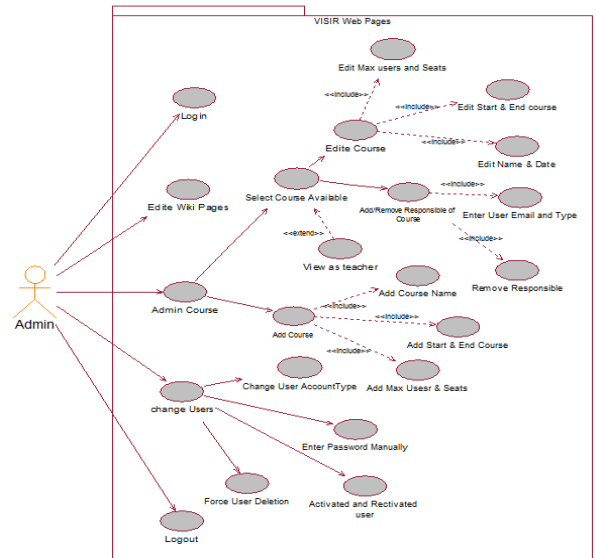 VISIR Web Pages
Edit Max users and Seats
<<include>>
<<include>>
Edit Start & End course
Login
<<include>>
Edite Course
Edit Name & Date
Edite Wiki Pages
Select Course Available
<<include>>
Add/Remove Responsible of
Course
Enter User Email and Type
<<extend>>
<<include>>
View as teacher
Remove Responsible
Add Course Name
Admin
Admin Course
<<include>>
<<include>>
Add Course
Add Start & End Course
<<include>>
Change User AccountType
Add Max Useer & Seats
change Users
Enter Password Manually
Force User Deletion
Activated and Rectivated
user
Logout